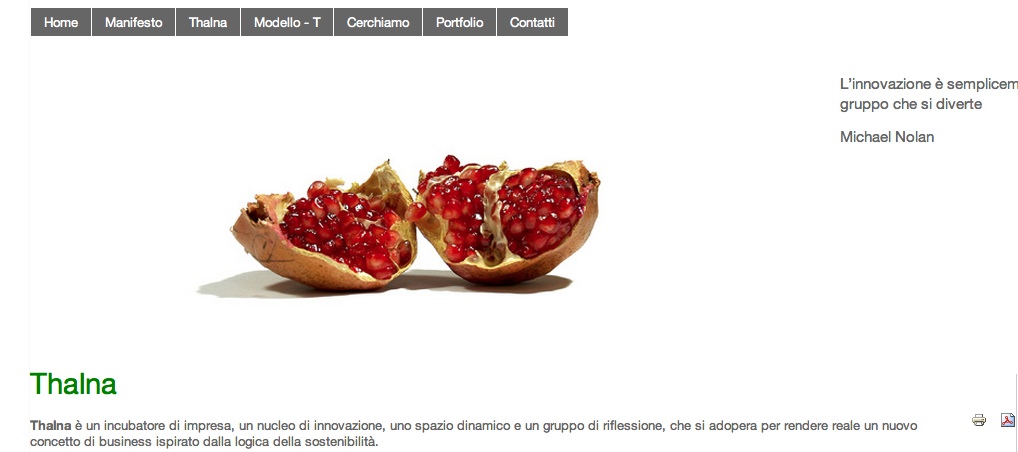 Home Manifesto Thalna Modello - T Cerchiamo Portfolio Contatti
L'innovazione è semplicem
gruppo che si diverte
Michael Nolan
Thalna
Thalna è un incubatore di impresa, un nucleo di innovazione, uno spazio dinamico e un gruppo di riflessione, che si adopera per rendere reale un nuovo
concetto di business ispirato dalla logica della sostenibilità.